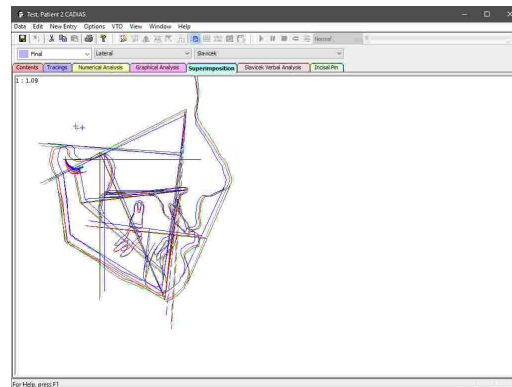 Test, Patient 2 CADIAS
Data Edit New Entry Options VTO View Window Help
Normal
Final Lateral Slavicek
Contents Tracings Numerical Analysis Graphical Analysis Superimposition Slavicek Verbal Analysis Incisal Pin
1 : 1.09
For Help, press F1